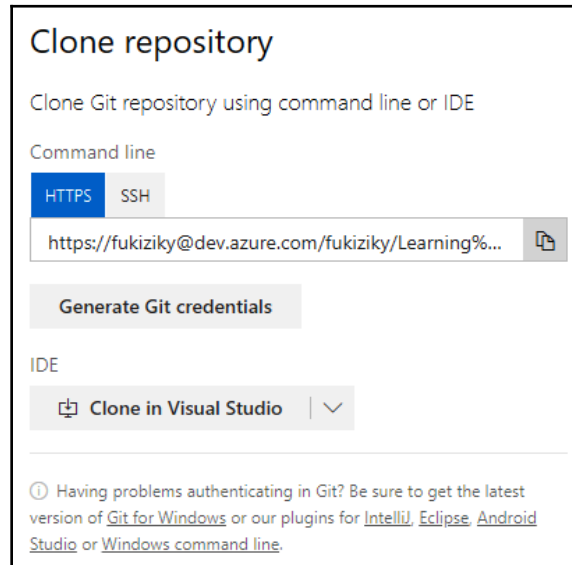 Clone repository
Clone Git repository using command line or IDE
Command line
HTTPS SSH
https://fukiziky@dev.azure.com/fukiziky/Learning%...
Generate Git credentials
IDE
Clone in Visual Studio
Having problems authenticating in Git? Be sure to get the latest
version of Git for Windows or our plugins for IntelliJ, Eclipse, Android
Studio or Windows command line.